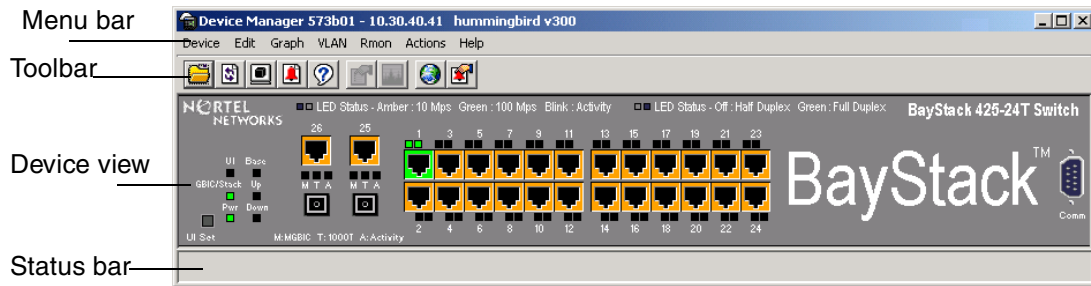 Menu bar
Device Manager 573b01 - 10.30.40.41 hummingbird v300
Device Edit Graph VLAN Rmon Actions Help
Toolbar
NORTEL
NETWORKS
LED Status - Amber : 10 Mps Green : 100 Mps Blink : Activity
LED Status - Off : Half Duplex Green : Full Duplex
BayStack 425-24T Switch
26 25 1 3 5 7 9 11 13 15 17 19 21 23
Device view
UI Base
GBIC/Stack Up
Pwr Down
UI Set
M T A M T A
BayStack™
Comm
2 4 6 8 10 12 14 16 18 20 22 24
M:MGBIC T:1000T A:Activity
Status bar